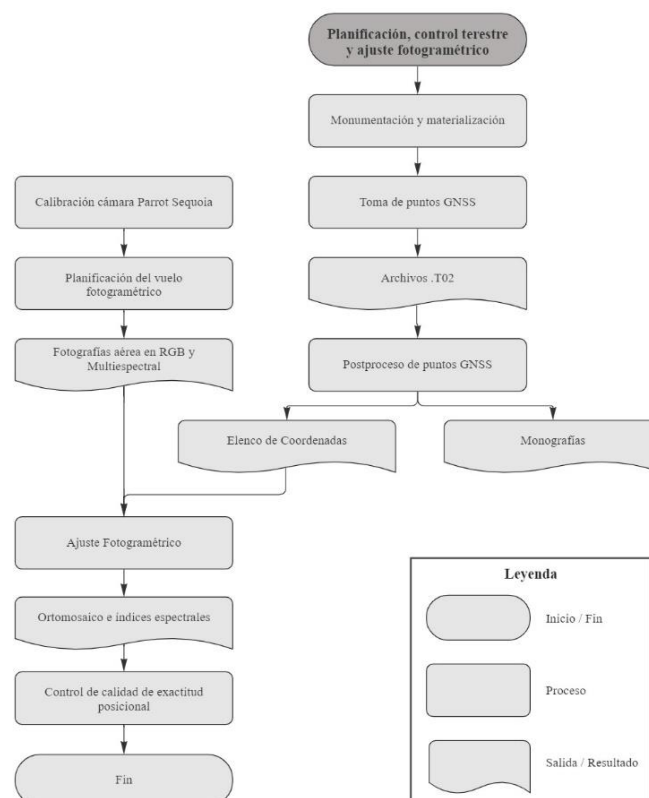 Planificación, control terestre
y ajuste fotogramétrico
Monumentación y materialización
Calibración cámara Parrot Sequoia
Toma de puntos GNSS
Planificación del vuelo
fotogramétrico
Archivos .T02
Fotografías aérea en RGB y
Multiespectral
Postproceso de puntos GNSS
Elenco de Coordenadas
Monografías
Ajuste Fotogramétrico
Ortomosaico e índices espectrales
Control de calidad de exactitud
posicional
Fin
Leyenda
Inicio / Fin
Proceso
Salida / Resultado